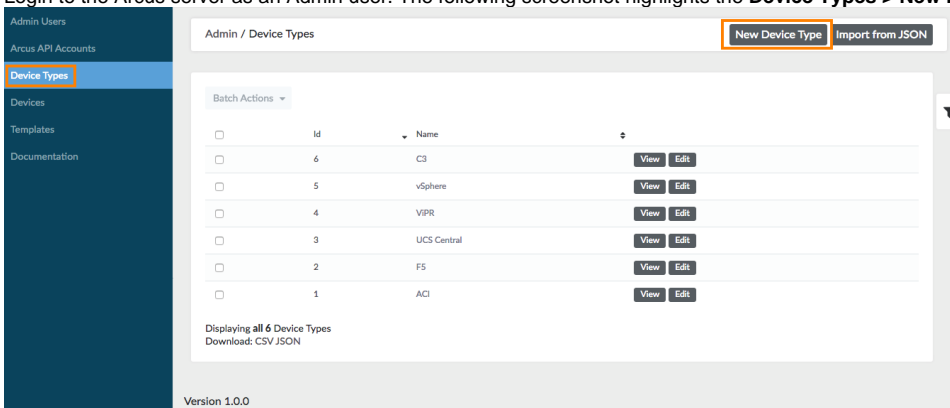 Login to the Arcus server as an Admin user. The following screenshot highlights the Device Types > New
Admin Users
Arcus API Accounts
Device Types
Devices
Templates
Documentation
Admin / Device Types
New Device Type
Import from JSON
Batch Actions
Id Name
6 C3 View Edit
5 vSphere View Edit
4 ViPR View Edit
3 UCS Central View Edit
2 F5 View Edit
1 ACI View Edit
Displaying all 6 Device Types
Download: CSV JSON
Version 1.0.0